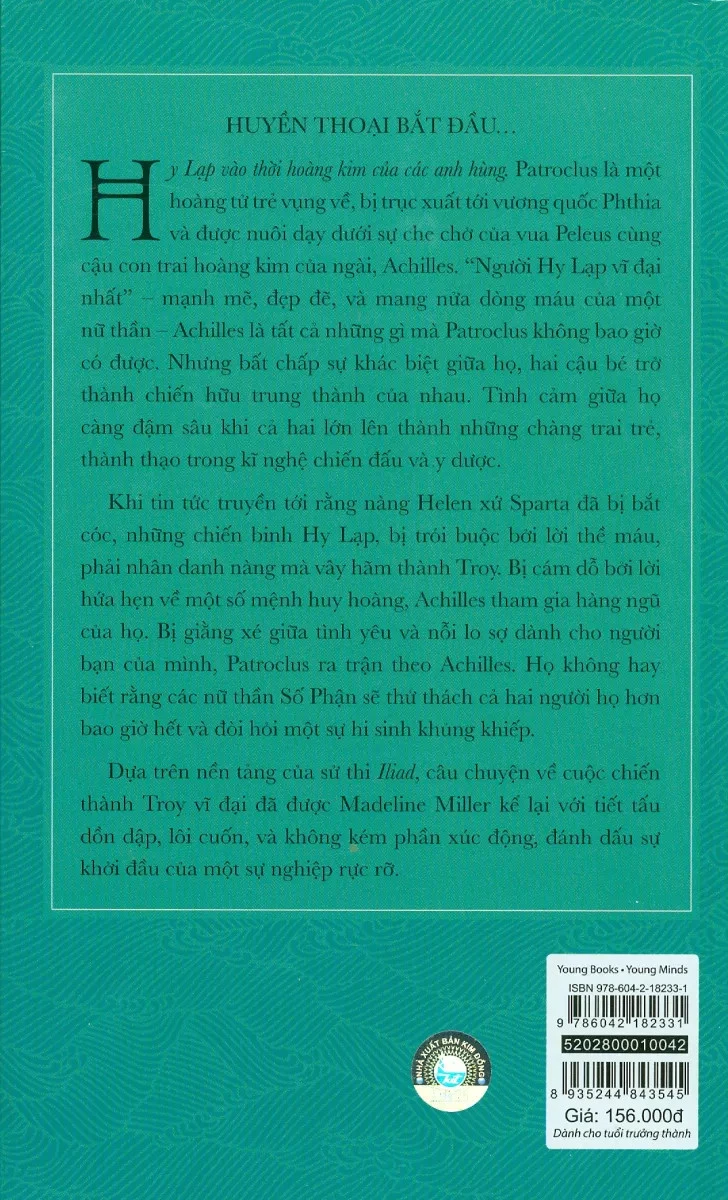 HUYỀN THOẠI BẮT ĐẦU...
Hy Lạp vào thời hoàng kim của các anh hùng. Patroclus là một
hoàng tử trẻ vụng về, bị trục xuất tới vương quốc Phthia
và được nuôi dạy dưới sự che chở của vua Peleus cùng
cậu con trai hoàng kim của ngài, Achilles. “Người Hy Lạp vĩ đại
nhất” – mạnh mẽ, đẹp đẽ, và mang nửa dòng máu của một
nữ thần – Achilles là tất cả những gì mà Patroclus không bao giờ
có được. Nhưng bất chấp sự khác biệt giữa họ, hai cậu bé trở
thành chiến hữu trung thành của nhau. Tình cảm giữa họ
càng đậm sâu khi cả hai lớn lên thành những chàng trai trẻ,
thành thạo trong kĩ nghệ chiến đấu và y dược.
Khi tin tức truyền tới rằng nàng Helen xứ Sparta đã bị bắt
cóc, những chiến binh Hy Lạp, bị trói buộc bởi lời thề máu,
phải nhân danh nàng mà vây hãm thành Troy. Bị cám dỗ bởi lời
hứa hẹn về một số mệnh huy hoàng, Achilles tham gia hàng ngũ
của họ. Bị giằng xé giữa tình yêu và nỗi lo sợ dành cho người
bạn của mình, Patroclus ra trận theo Achilles. Họ không hay
biết rằng các nữ thần Số Phận sẽ thử thách cả hai người họ hơn
bao giờ hết và đòi hỏi một sự hi sinh khủng khiếp.
Dựa trên nền tảng của sử thi Iliad, câu chuyện về cuộc chiến
thành Troy vĩ đại đã được Madeline Miller kể lại với tiết tấu
dồn dập, lôi cuốn, và không kém phần xúc động, đánh dấu sự
khởi đầu của một sự nghiệp rực rỡ.
Young Books • Young Minds
ISBN 978-604-2-18233-1
9 786042 182331
5202800010042
8 935244 843545
Giá: 156.000đ
Dành cho tuổi trưởng thành
NHÀ XUẤT BẢN KIM ĐỒNG